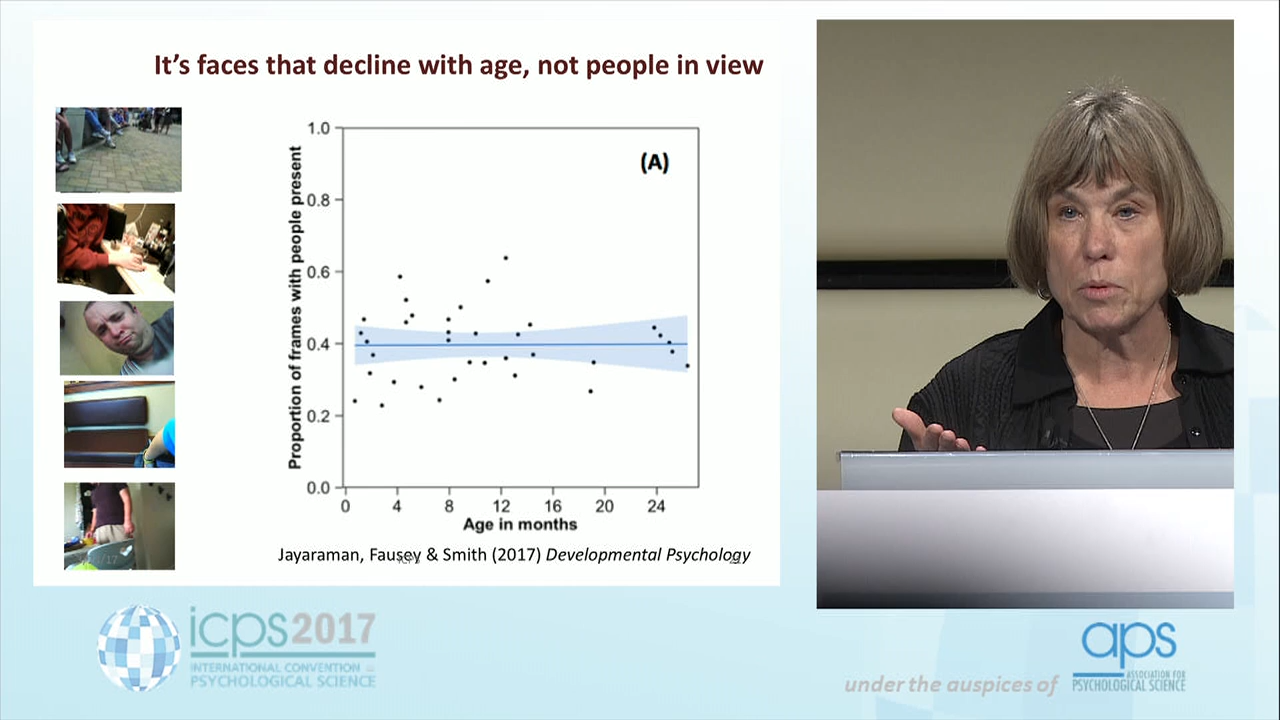 It's faces that decline with age, not people in view
(A)
Proportion of frames with people present
1.0
0.8
0.6
0.4
0.2
0.0
0 4 8 12 16 20 24
Age in months
Jayaraman, Fausey & Smith (2017) Developmental Psychology
icps2017
INTERNATIONAL CONVENTION
PSYCHOLOGICAL SCIENCE
under the auspices of
aps
ASSOCIATION FOR
PSYCHOLOGICAL SCIENCE